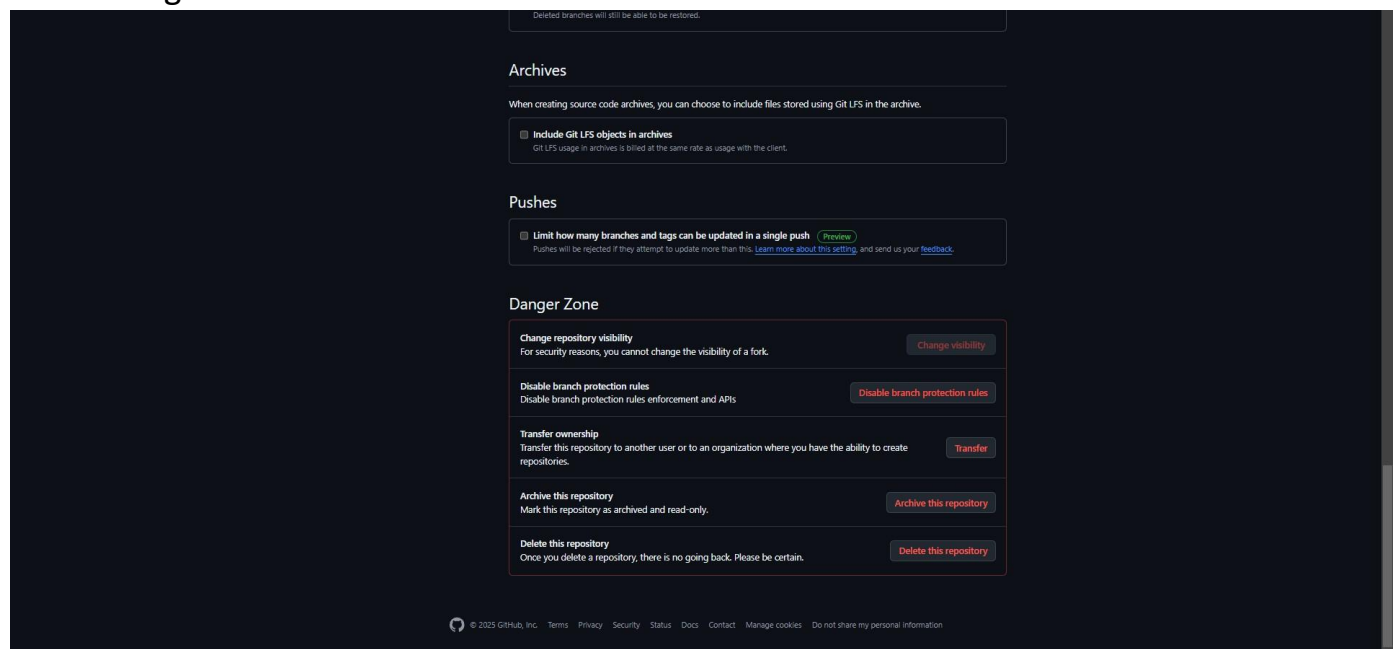 Deleted branches will still be able to be restored.
Archives
When creating source code archives, you can choose to include files stored using Git LFS in the archive.
Include Git LFS objects in archives
Git LFS usage in archives is billed at the same rate as usage with the client.
Pushes
Limit how many branches and tags can be updated in a single push Preview
Pushes will be rejected if they attempt to update more than this. Learn more about this setting, and send us your feedback.
Danger Zone
Change repository visibility
For security reasons, you cannot change the visibility of a fork.
Change visibility
Disable branch protection rules
Disable branch protection rules enforcement and APIs
Disable branch protection rules
Transfer ownership
Transfer this repository to another user or to an organization where you have the ability to create
repositories.
Transfer
Archive this repository
Mark this repository as archived and read-only.
Archive this repository
Delete this repository
Once you delete a repository, there is no going back. Please be certain.
Delete this repository
© 2025 GitHub, Inc. Terms Privacy Security Status Docs Contact Manage cookies Do not share my personal information